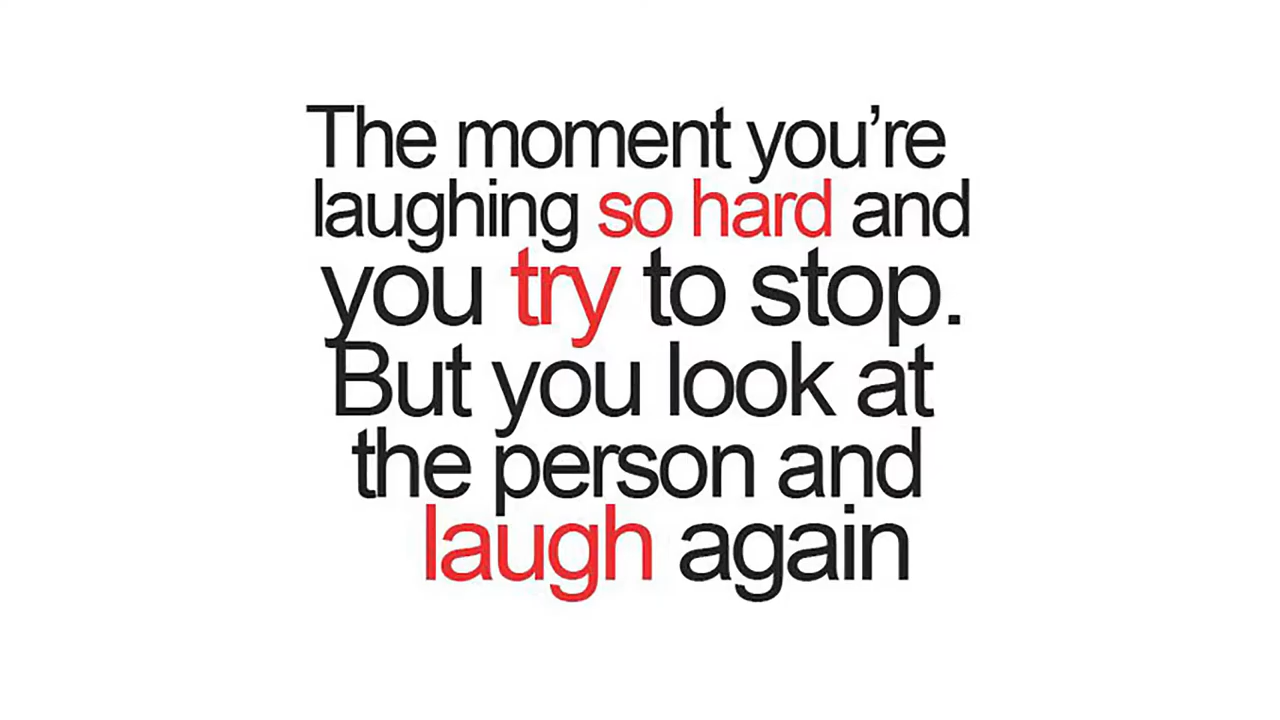 The moment you’re
laughing so hard and
you try to stop.
But you look at
the person and
laugh again